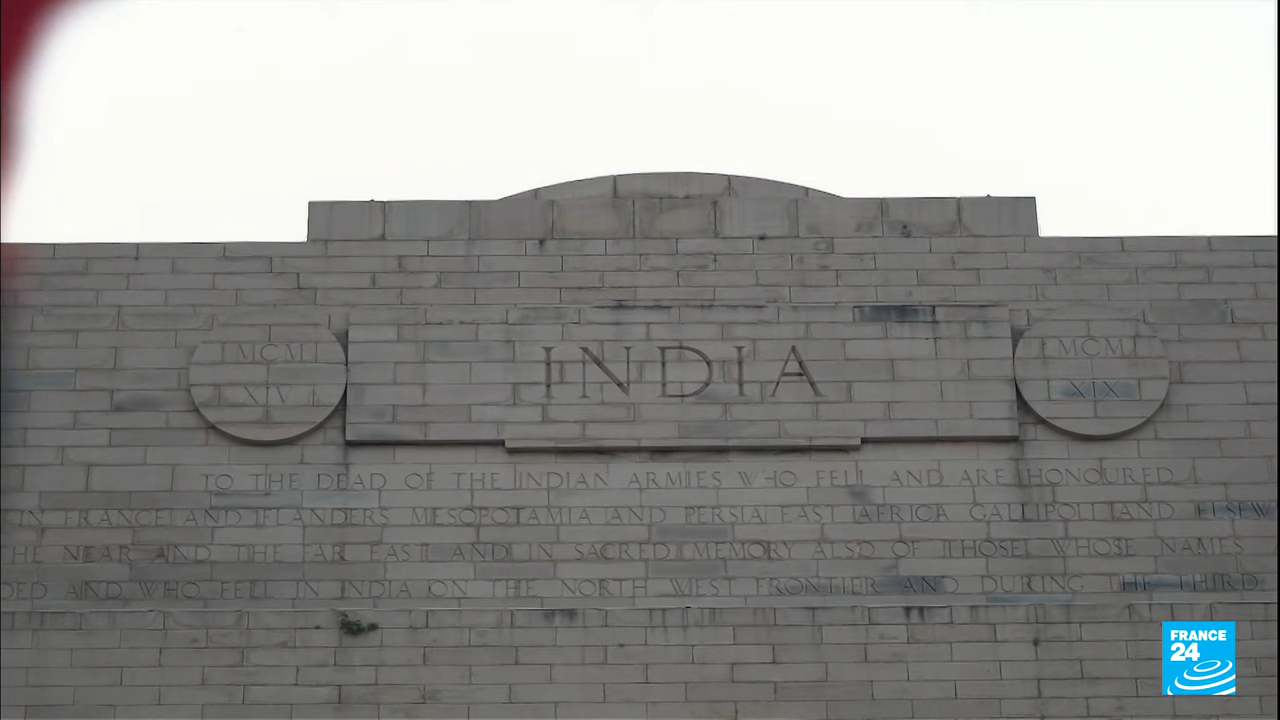 MCM
XIV
INDIA
MCM
XIX
TO THE DEAD OF THE INDIAN ARMIES WHO FELL AND ARE HONOURED
IN FRANCE AND FLANDERS MESOPOTAMIA AND PERSIA EAST AFRICA GALLIPOLI AND ELSEW
HE NEAR AND THE FAR EAST AND IN SACRED MEMORY ALSO OF THOSE WHOSE NAMES
DED AND WHO FELL IN INDIA ON THE NORTH WEST FRONTIER AND DURING THE THIRD
FRANCE
24